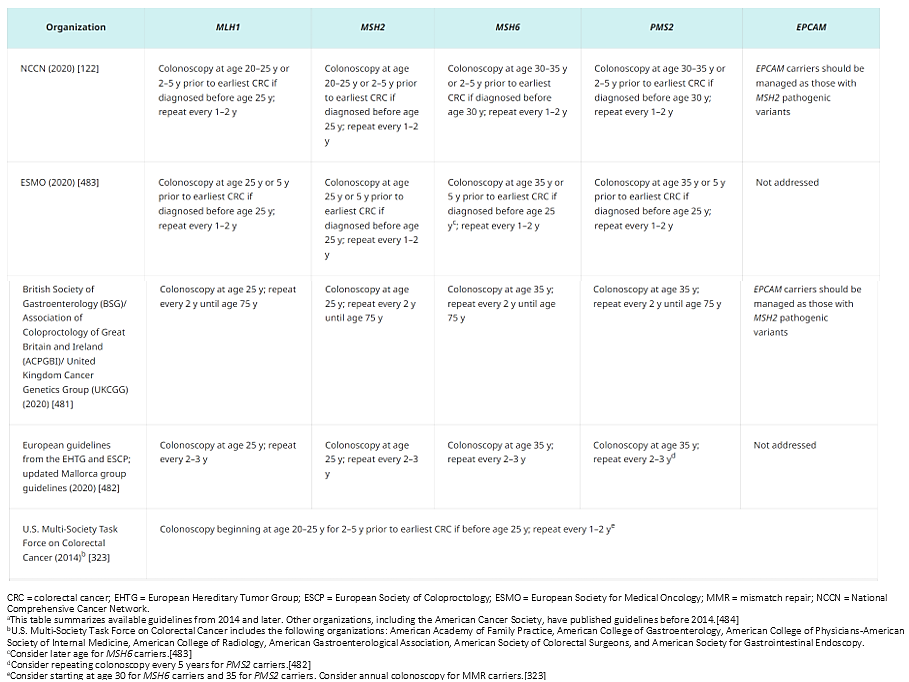 Organization MLH1 MSH2 MSH6 PMS2 EPCAM
NCCN (2020) [122]
Colonoscopy at age 20–25 y or
2–5 y prior to earliest CRC if
diagnosed before age 25 y;
repeat every 1–2 y
Colonoscopy at age
20–25 y or 2–5 y prior
to earliest CRC if
diagnosed before age
25 y; repeat every 1–2
y
Colonoscopy at age 30–35 y
or 2–5 y prior to earliest
CRC if diagnosed before
age 30 y; repeat every 1–2 y
Colonoscopy at age 30–35 y or
2–5 y prior to earliest CRC if
diagnosed before age 30 y;
repeat every 1–2 y
EPCAM carriers should be
managed as those with
MSH2 pathogenic
variants
ESMO (2020) [483]
Colonoscopy at age 25 y or 5 y
prior to earliest CRC if
diagnosed before age 25 y;
repeat every 1–2 y
Colonoscopy at age
25 y or 5 y prior to
earliest CRC if
diagnosed before age
25 y; repeat every 1–2
y
Colonoscopy at age 35 y or
5 y prior to earliest CRC if
diagnosed before age 25
yᶜ; repeat every 1–2 y
Colonoscopy at age 35 y or 5 y
prior to earliest CRC if
diagnosed before age 25 y;
repeat every 1–2 y
Not addressed
British Society of
Gastroenterology (BSG)/
Association of
Coloproctology of Great
Britain and Ireland
(ACPGBI)/ United
Kingdom Cancer
Genetics Group (UKCGG)
(2020) [481]
Colonoscopy at age 25 y; repeat
every 2 y until age 75 y
Colonoscopy at age
25 y; repeat every 2 y
until age 75 y
Colonoscopy at age 35 y;
repeat every 2 y until age
75 y
Colonoscopy at age 35 y;
repeat every 2 y until age 75 y
EPCAM carriers should be
managed as those with
MSH2 pathogenic
variants
European guidelines
from the EHTG and ESCP;
updated Mallorca group
guidelines (2020) [482]
Colonoscopy at age 25 y; repeat
every 2–3 y
Colonoscopy at age
25 y; repeat every 2–3
y
Colonoscopy at age 35 y;
repeat every 2–3 y
Colonoscopy at age 35 y;
repeat every 2–3 yᵈ
Not addressed
U.S. Multi-Society Task
Force on Colorectal
Cancer (2014)ᵇ [323]
Colonoscopy beginning at age 20–25 y for 2–5 y prior to earliest CRC if before age 25 y; repeat every 1–2 yᵉ
CRC = colorectal cancer; EHTG = European Hereditary Tumor Group; ESCP = European Society of Coloproctology; ESMO = European Society for Medical Oncology; MMR = mismatch repair; NCCN = National
Comprehensive Cancer Network.
ᵃThis table summarizes available guidelines from 2014 and later. Other organizations, including the American Cancer Society, have published guidelines before 2014.[484]
ᵇU.S. Multi-Society Task Force on Colorectal Cancer includes the following organizations: American Academy of Family Practice, American College of Gastroenterology, American College of Physicians-American
Society of Internal Medicine, American College of Radiology, American Gastroenterological Association, American Society of Colorectal Surgeons, and American Society for Gastrointestinal Endoscopy.
ᶜConsider later age for MSH6 carriers.[483]
ᵈConsider repeating colonoscopy every 5 years for PMS2 carriers.[482]
ᵉConsider starting at age 30 for MSH6 carriers and 35 for PMS2 carriers. Consider annual colonoscopy for MMR carriers.[323]